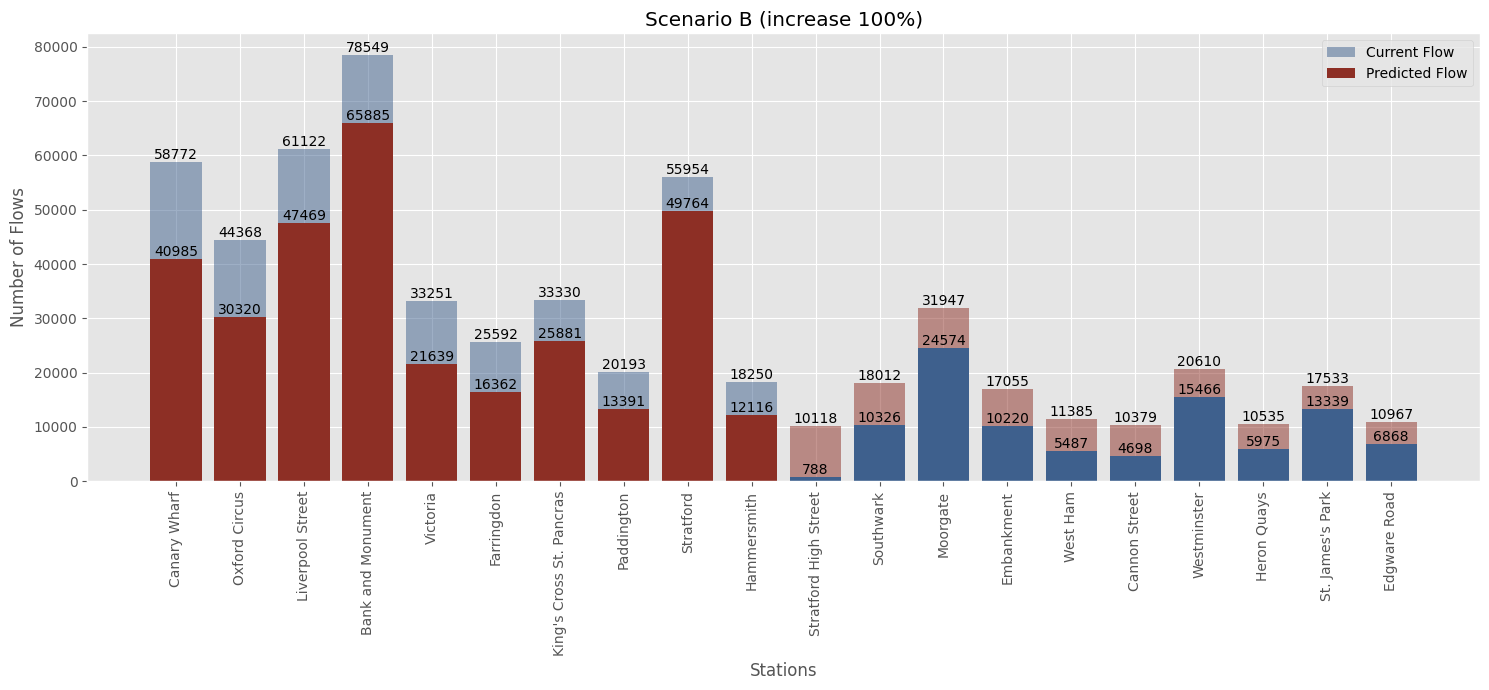 Scenario B (increase 100%)
Current Flow
Predicted Flow
Number of Flows
80000
70000
60000
50000
40000
30000
20000
10000
0
58772
40985
44368
30320
61122
47469
78549
65885
33251
21639
25592
16362
33330
25881
20193
13391
55954
49764
18250
12116
10118
788
18012
10326
31947
24574
17055
10220
11385
5487
10379
4698
20610
15466
10535
5975
17533
13339
10967
6868
Canary Wharf
Oxford Circus
Liverpool Street
Bank and Monument
Victoria
Farringdon
King's Cross St. Pancras
Paddington
Stratford
Hammersmith
Stratford High Street
Southwark
Moorgate
Embankment
West Ham
Cannon Street
Westminster
Heron Quays
St. James's Park
Edgware Road
Stations